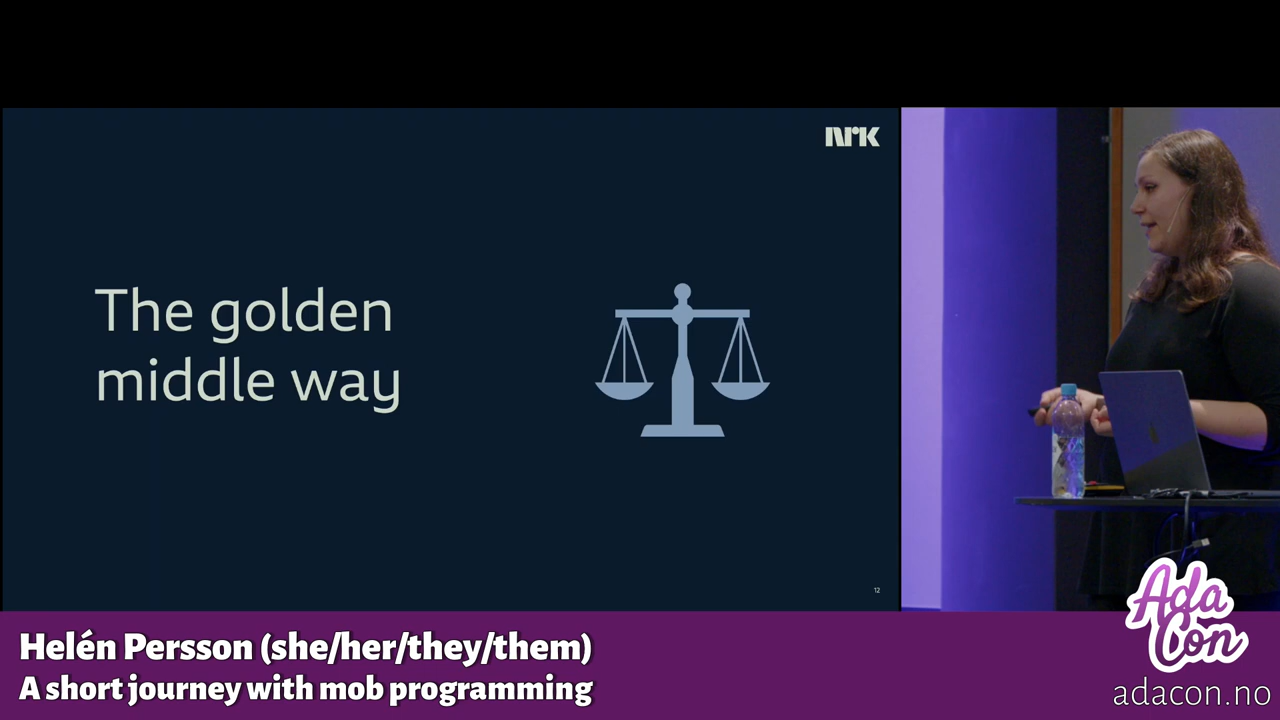 NRK
The golden
middle way
12
Helén Persson (she/her/they/them)
A short journey with mob programming
Ada
Con
adacon.no